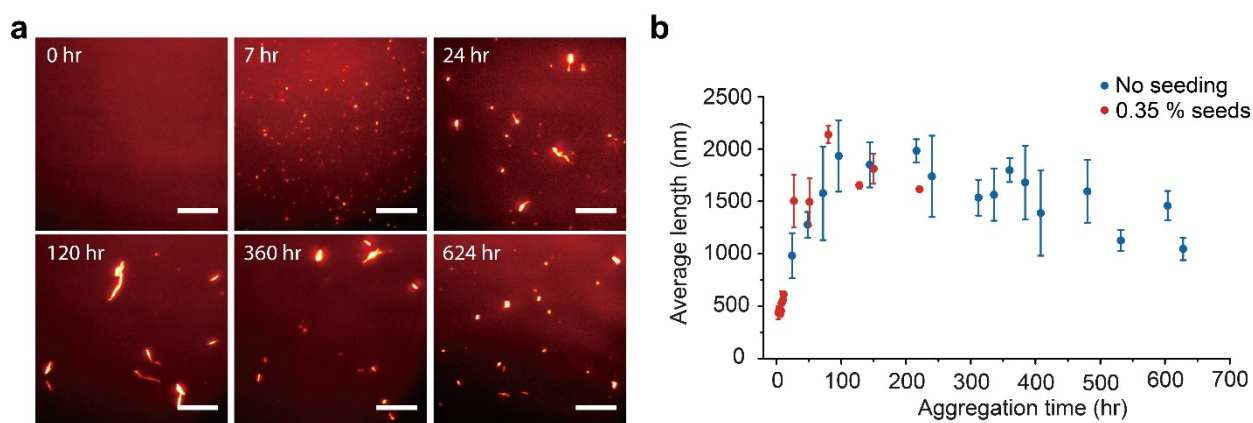 a
0 hr
7 hr
24 hr
120 hr
360 hr
624 hr
b
No seeding
0.35 % seeds
Average length (nm)
2500
2000
1500
1000
500
0
0 100 200 300 400 500 600 700
Aggregation time (hr)